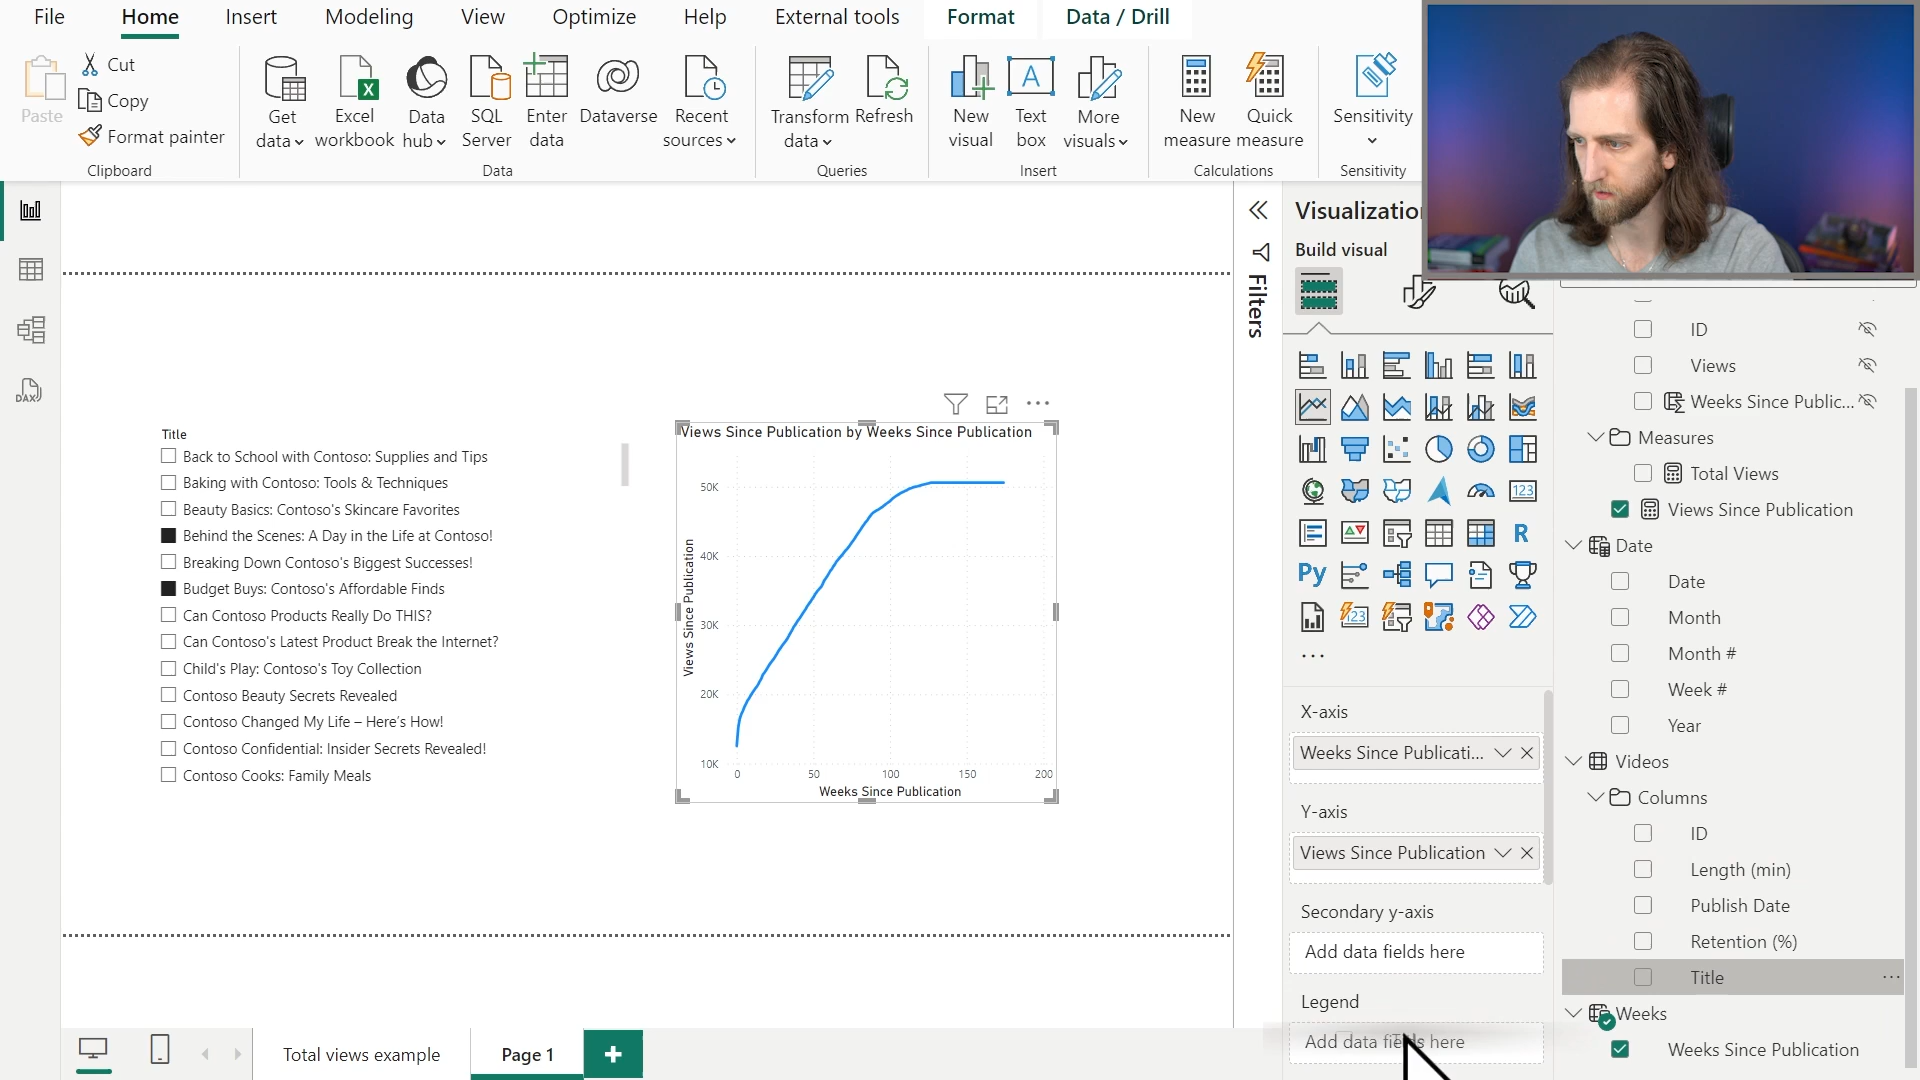 File
Home
Insert
Modeling
View
Optimize
Help
External tools
Format
Data / Drill
Paste
Cut
Copy
Format painter
Clipboard
Get data
Excel workbook
Data hub
SQL Server
Enter data
Dataverse
Recent sources
Data
Transform data
Refresh
Queries
New visual
Text box
More visuals
Insert
New measure
Quick measure
Calculations
Sensitivity
Sensitivity
DAX
Title
Back to School with Contoso: Supplies and Tips
Baking with Contoso: Tools & Techniques
Beauty Basics: Contoso's Skincare Favorites
Behind the Scenes: A Day in the Life at Contoso!
Breaking Down Contoso's Biggest Successes!
Budget Buys: Contoso's Affordable Finds
Can Contoso Products Really Do THIS?
Can Contoso's Latest Product Break the Internet?
Child's Play: Contoso's Toy Collection
Contoso Beauty Secrets Revealed
Contoso Changed My Life – Here's How!
Contoso Confidential: Insider Secrets Revealed!
Contoso Cooks: Family Meals
Views Since Publication by Weeks Since Publication
Views Since Publication
50K
40K
30K
20K
10K
0 50 100 150 200
Weeks Since Publication
Filters
Visualizatio
Build visual
123
R
Py
123
X-axis
Weeks Since Publicati...
Y-axis
Views Since Publication
Secondary y-axis
Add data fields here
Legend
Add data fields here
ID
Views
Weeks Since Public...
Measures
Total Views
Views Since Publication
Date
Date
Month
Month #
Week #
Year
Videos
Columns
ID
Length (min)
Publish Date
Retention (%)
Title
Weeks
Weeks Since Publication
Total views example
Page 1